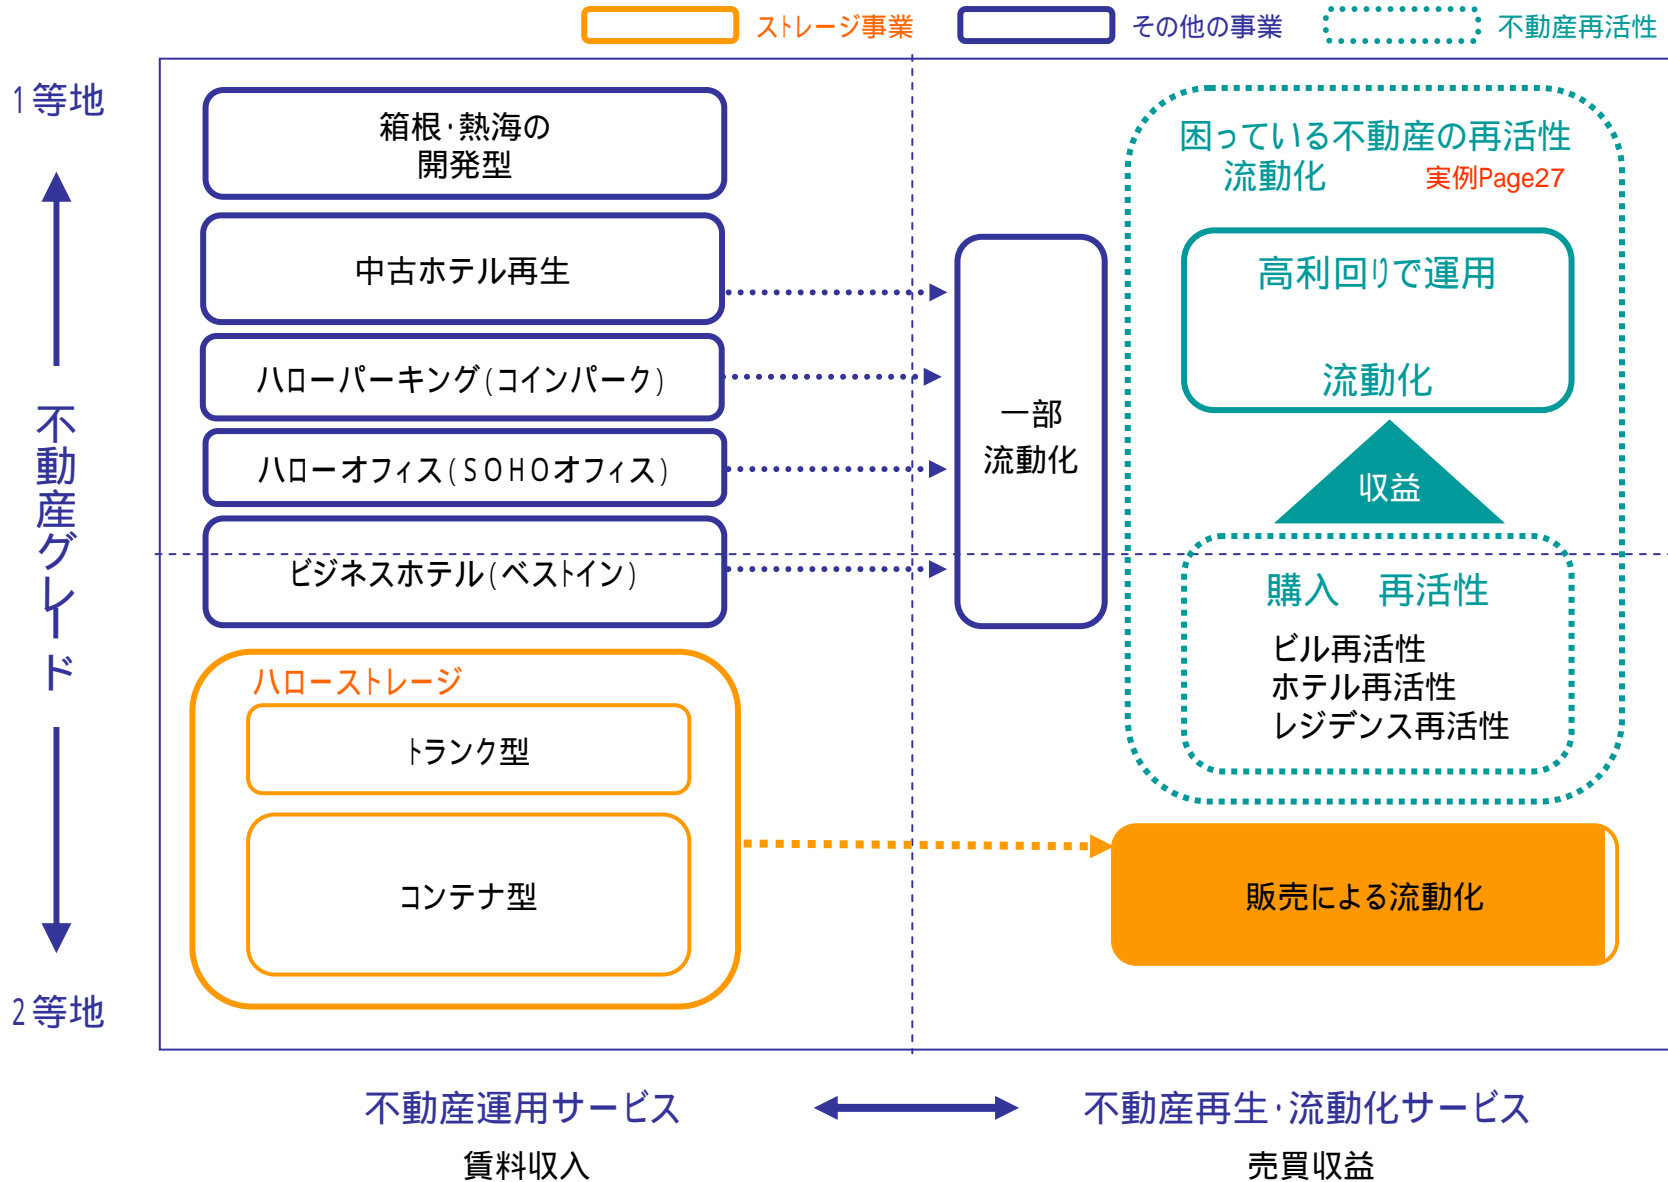 ストレージ事業
その他の事業
不動産再活性
1等地
不動産グレード
2等地
箱根・熱海の
開発型
中古ホテル再生
ハローパーキング(コインパーク)
ハローオフィス(SOHOオフィス)
ビジネスホテル(ベストイン)
ハローストレージ
トランク型
コンテナ型
一部
流動化
困っている不動産の再活性
流動化 実例Page27
高利回りで運用
流動化
収益
購入 再活性
ビル再活性
ホテル再活性
レジデンス再活性
販売による流動化
不動産運用サービス
賃料収入
不動産再生・流動化サービス
売買収益